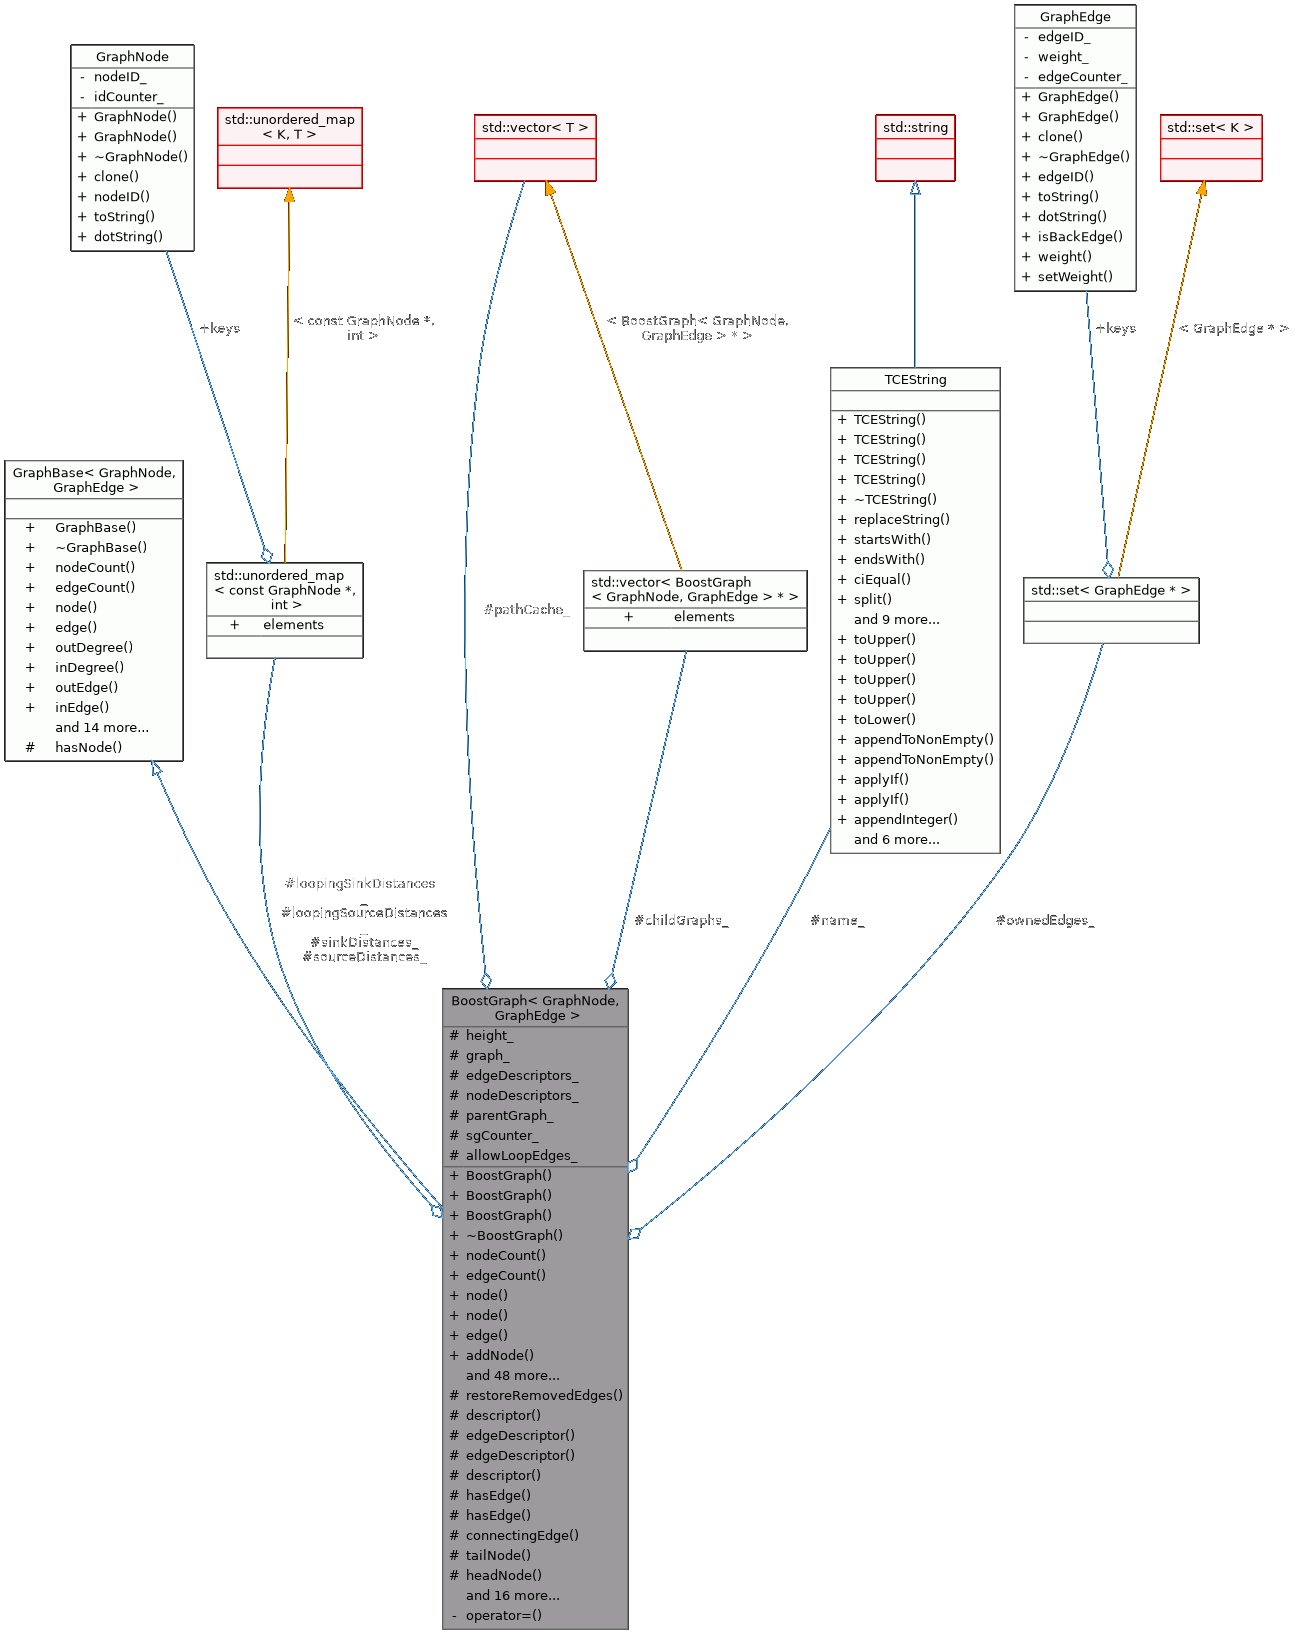 GraphNode
- nodeID_
- idCounter_
+ GraphNode()
+ GraphNode()
+ ~GraphNode()
+ clone()
+ nodeID()
+ toString()
+ dotString()
std::unordered_map
< K, T >
std::vector< T >
std::string
GraphEdge
- edgeID_
- weight_
- edgeCounter_
+ GraphEdge()
+ GraphEdge()
+ clone()
+ ~GraphEdge()
+ edgeID()
+ toString()
+ dotString()
+ isBackEdge()
+ weight()
+ setWeight()
std::set< K >
+keys
< const GraphNode *,
int >
< BoostGraph< GraphNode,
GraphEdge > * >
+keys
< GraphEdge * >
GraphBase< GraphNode,
GraphEdge >
+ GraphBase()
+ ~GraphBase()
+ nodeCount()
+ edgeCount()
+ node()
+ edge()
+ outDegree()
+ inDegree()
+ outEdge()
+ inEdge()
and 14 more...
# hasNode()
std::unordered_map
< const GraphNode *,
int >
+ elements
#pathCache_
std::vector< BoostGraph
< GraphNode, GraphEdge > * >
+ elements
TCEString
+ TCEString()
+ TCEString()
+ TCEString()
+ TCEString()
+ ~TCEString()
+ replaceString()
+ startsWith()
+ endsWith()
+ ciEqual()
+ split()
and 9 more...
+ toUpper()
+ toUpper()
+ toUpper()
+ toUpper()
+ toLower()
+ appendToNonEmpty()
+ appendToNonEmpty()
+ applyIf()
+ applyIf()
+ appendInteger()
and 6 more...
std::set< GraphEdge * >
#loopingSinkDistances
_
#loopingSourceDistances
_
#sinkDistances_
#sourceDistances_
#childGraphs_
#name_
#ownedEdges_
BoostGraph< GraphNode,
GraphEdge >
# height_
# graph_
# edgeDescriptors_
# nodeDescriptors_
# parentGraph_
# sgCounter_
# allowLoopEdges_
+ BoostGraph()
+ BoostGraph()
+ BoostGraph()
+ ~BoostGraph()
+ nodeCount()
+ edgeCount()
+ node()
+ node()
+ edge()
+ addNode()
and 48 more...
# restoreRemovedEdges()
# descriptor()
# edgeDescriptor()
# edgeDescriptor()
# descriptor()
# hasEdge()
# hasEdge()
# connectingEdge()
# tailNode()
# headNode()
and 16 more...
- operator=()